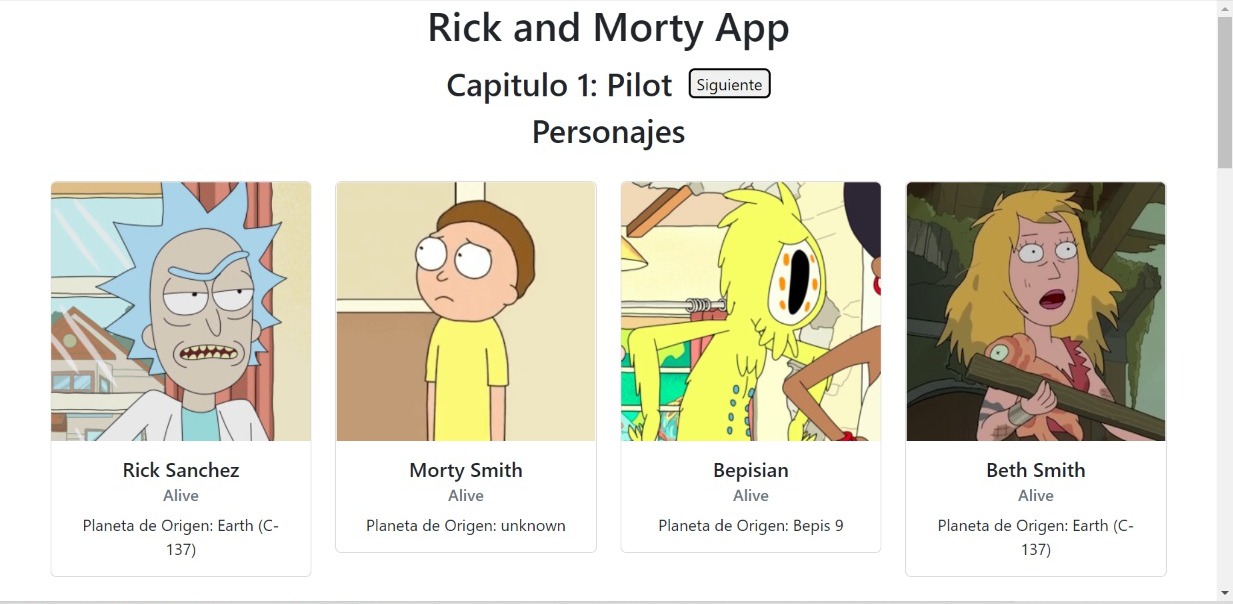 Rick and Morty App
Capitulo 1: Pilot Siguiente
Personajes
Rick Sanchez
Alive
Planeta de Origen: Earth (C-
137)
Morty Smith
Alive
Planeta de Origen: unknown
Bepisian
Alive
Planeta de Origen: Bepis 9
Beth Smith
Alive
Planeta de Origen: Earth (C-
137)